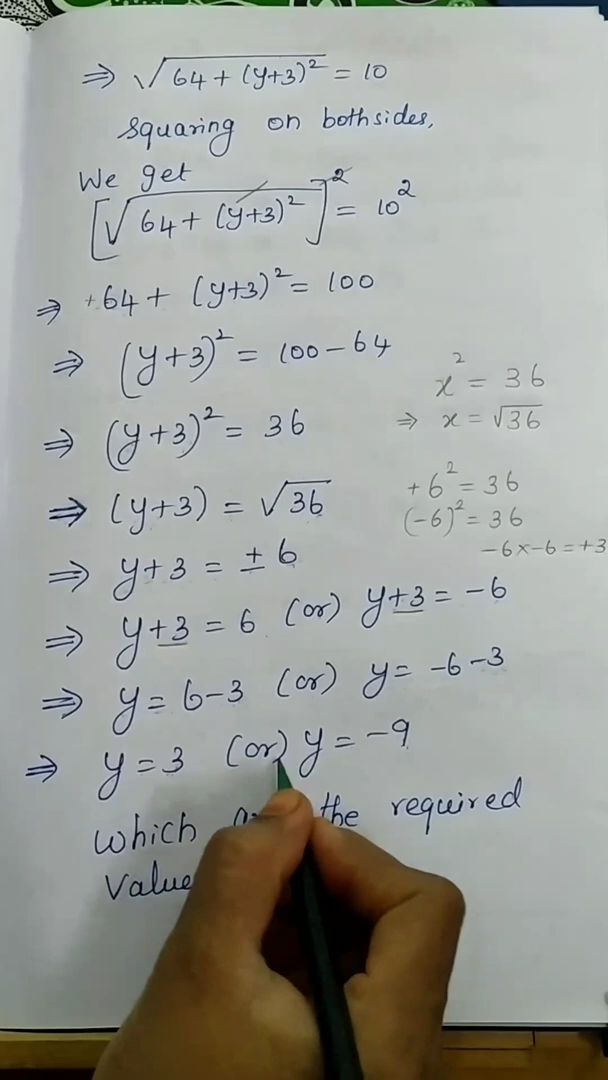 ⇒ √(64 + (y+3)²) = 10
Squaring on both sides,
We get
[√(64 + (y+3)²)]² = 10²
⇒ +64 + (y+3)² = 100
⇒ (y+3)² = 100 - 64
⇒ (y+3)² = 36
⇒ (y+3) = √36
⇒ y+3 = ±6
⇒ y+3 = 6 (or) y+3 = -6
⇒ y = 6-3 (or) y = -6-3
⇒ y = 3 (or) y = -9
which the required
x² = 36
⇒ x = √36
+6² = 36
(-6)² = 36
-6×-6=+3